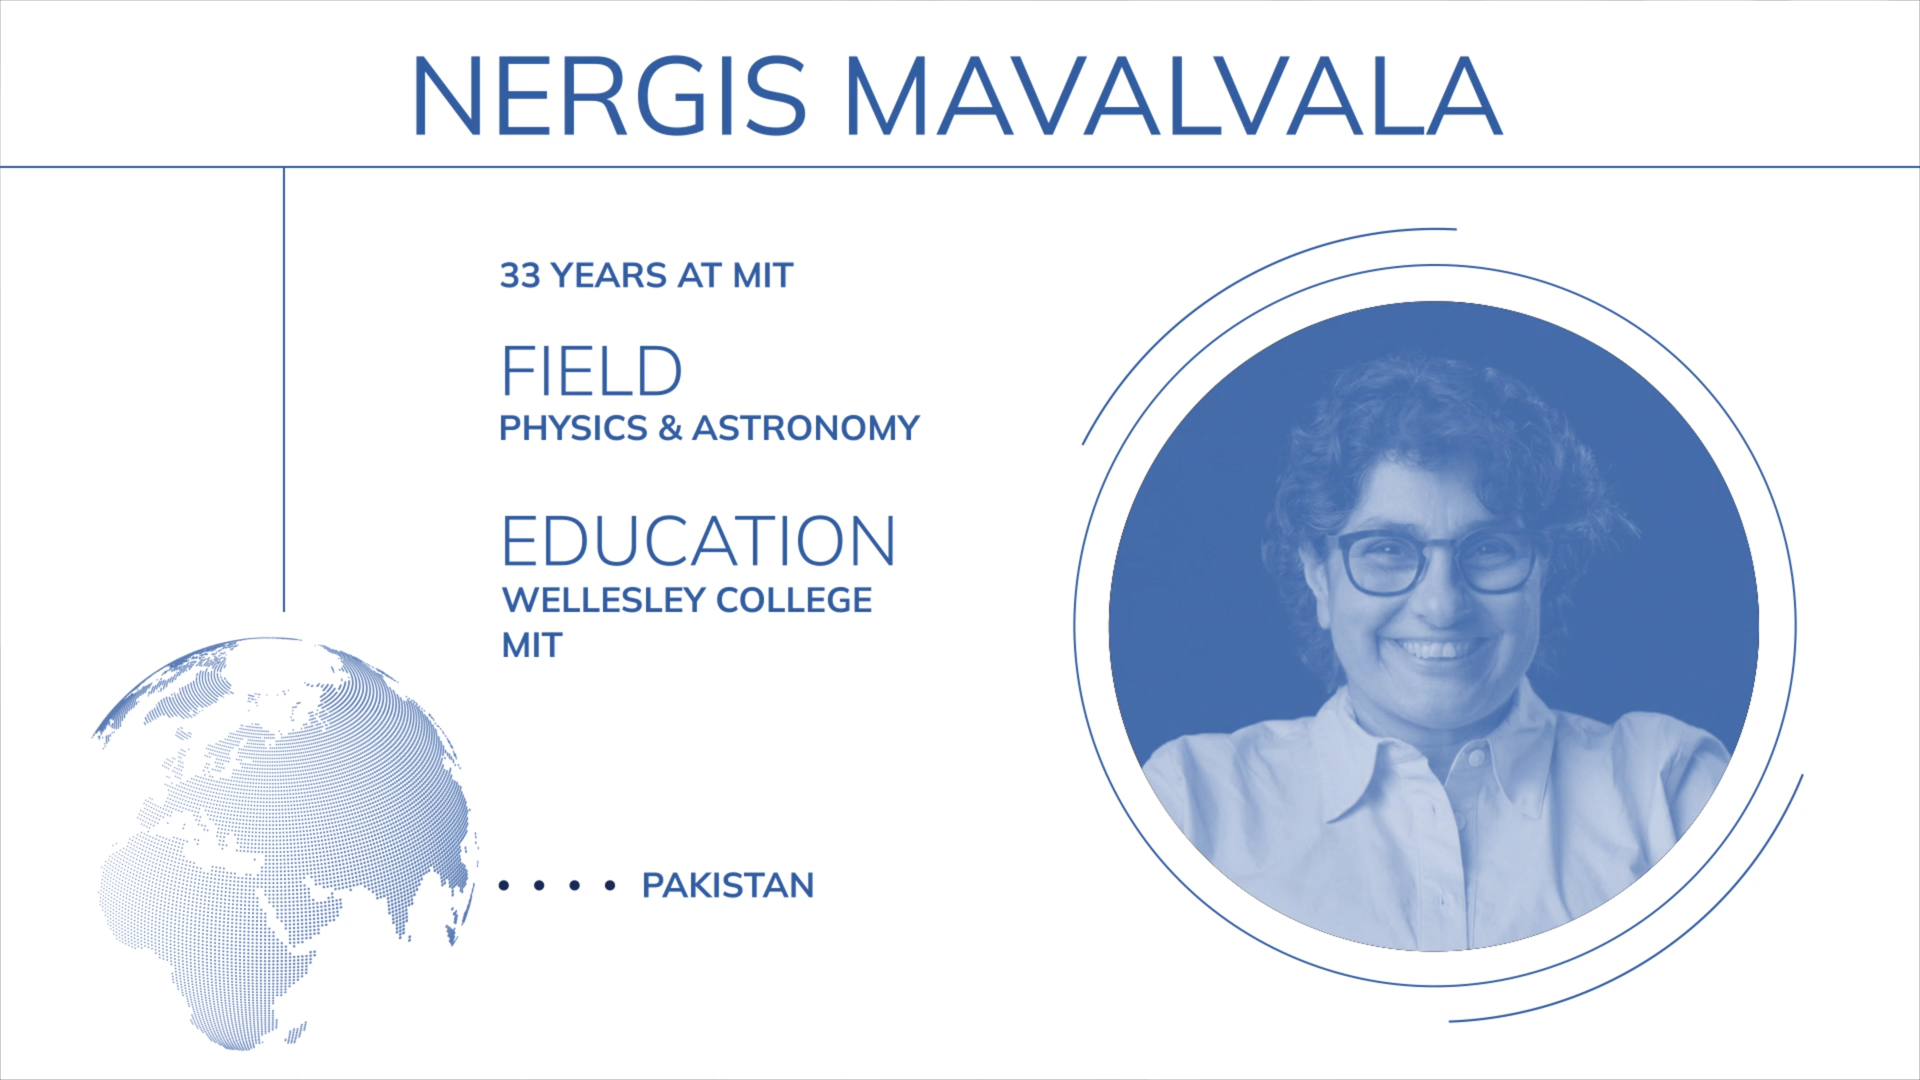 NERGIS MAVALVALA
33 YEARS AT MIT
FIELD
PHYSICS & ASTRONOMY
EDUCATION
WELLESLEY COLLEGE
MIT
PAKISTAN